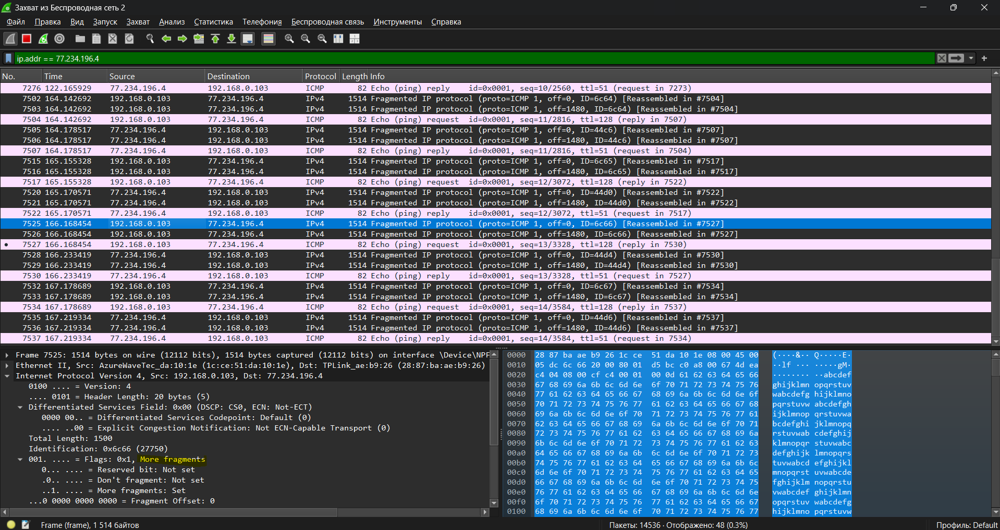 Захват из Беспроводная сеть 2
Файл Правка Вид Запуск Захват Анализ Статистика Телефония Беспроводная связь Инструменты Справка
ip.addr == 77.234.196.4
No. Time Source Destination Protocol Length Info
7276 122.165929 77.234.196.4 192.168.0.103 ICMP 82 Echo (ping) reply id=0x0001, seq=10/2560, ttl=51 (request in 7273)
7502 164.142692 192.168.0.103 77.234.196.4 IPv4 1514 Fragmented IP protocol (proto=ICMP 1, off=0, ID=6c64) [Reassembled in #7504]
7503 164.142692 192.168.0.103 77.234.196.4 IPv4 1514 Fragmented IP protocol (proto=ICMP 1, off=1480, ID=6c64) [Reassembled in #7504]
7504 164.142692 192.168.0.103 77.234.196.4 ICMP 82 Echo (ping) request id=0x0001, seq=11/2816, ttl=128 (reply in 7507)
7505 164.178517 77.234.196.4 192.168.0.103 IPv4 1514 Fragmented IP protocol (proto=ICMP 1, off=0, ID=44c6) [Reassembled in #7507]
7506 164.178517 77.234.196.4 192.168.0.103 IPv4 1514 Fragmented IP protocol (proto=ICMP 1, off=1480, ID=44c6) [Reassembled in #7507]
7507 164.178517 77.234.196.4 192.168.0.103 ICMP 82 Echo (ping) reply id=0x0001, seq=11/2816, ttl=51 (request in 7504)
7515 165.155328 192.168.0.103 77.234.196.4 IPv4 1514 Fragmented IP protocol (proto=ICMP 1, off=0, ID=6c65) [Reassembled in #7517]
7516 165.155328 192.168.0.103 77.234.196.4 IPv4 1514 Fragmented IP protocol (proto=ICMP 1, off=1480, ID=6c65) [Reassembled in #7517]
7517 165.155328 192.168.0.103 77.234.196.4 ICMP 82 Echo (ping) request id=0x0001, seq=12/3072, ttl=128 (reply in 7522)
7520 165.170571 77.234.196.4 192.168.0.103 IPv4 1514 Fragmented IP protocol (proto=ICMP 1, off=0, ID=44d0) [Reassembled in #7522]
7521 165.170571 77.234.196.4 192.168.0.103 IPv4 1514 Fragmented IP protocol (proto=ICMP 1, off=1480, ID=44d0) [Reassembled in #7522]
7522 165.170571 77.234.196.4 192.168.0.103 ICMP 82 Echo (ping) reply id=0x0001, seq=12/3072, ttl=51 (request in 7517)
7525 166.168454 192.168.0.103 77.234.196.4 IPv4 1514 Fragmented IP protocol (proto=ICMP 1, off=0, ID=6c66) [Reassembled in #7527]
7526 166.168454 192.168.0.103 77.234.196.4 IPv4 1514 Fragmented IP protocol (proto=ICMP 1, off=1480, ID=6c66) [Reassembled in #7527]
7527 166.168454 192.168.0.103 77.234.196.4 ICMP 82 Echo (ping) request id=0x0001, seq=13/3328, ttl=128 (reply in 7530)
7528 166.233419 77.234.196.4 192.168.0.103 IPv4 1514 Fragmented IP protocol (proto=ICMP 1, off=0, ID=44d4) [Reassembled in #7530]
7529 166.233419 77.234.196.4 192.168.0.103 IPv4 1514 Fragmented IP protocol (proto=ICMP 1, off=1480, ID=44d4) [Reassembled in #7530]
7530 166.233419 77.234.196.4 192.168.0.103 ICMP 82 Echo (ping) reply id=0x0001, seq=13/3328, ttl=51 (request in 7527)
7532 167.178689 192.168.0.103 77.234.196.4 IPv4 1514 Fragmented IP protocol (proto=ICMP 1, off=0, ID=6c67) [Reassembled in #7534]
7533 167.178689 192.168.0.103 77.234.196.4 IPv4 1514 Fragmented IP protocol (proto=ICMP 1, off=1480, ID=6c67) [Reassembled in #7534]
7534 167.178689 192.168.0.103 77.234.196.4 ICMP 82 Echo (ping) request id=0x0001, seq=14/3584, ttl=128 (reply in 7537)
7535 167.219334 77.234.196.4 192.168.0.103 IPv4 1514 Fragmented IP protocol (proto=ICMP 1, off=0, ID=44d6) [Reassembled in #7537]
7536 167.219334 77.234.196.4 192.168.0.103 IPv4 1514 Fragmented IP protocol (proto=ICMP 1, off=1480, ID=44d6) [Reassembled in #7537]
7537 167.219334 77.234.196.4 192.168.0.103 ICMP 82 Echo (ping) reply id=0x0001, seq=14/3584, ttl=51 (request in 7534)
Frame 7525: 1514 bytes on wire (12112 bits), 1514 bytes captured (12112 bits) on interface \Device\NPF
Ethernet II, Src: AzureWaveTec_da:10:1e (1c:ce:51:da:10:1e), Dst: TPLink_ae:b9:26 (28:87:ba:ae:b9:26)
Internet Protocol Version 4, Src: 192.168.0.103, Dst: 77.234.196.4
0100 .... = Version: 4
.... 0101 = Header Length: 20 bytes (5)
Differentiated Services Field: 0x00 (DSCP: CS0, ECN: Not-ECT)
0000 00.. = Differentiated Services Codepoint: Default (0)
.... ..00 = Explicit Congestion Notification: Not ECN-Capable Transport (0)
Total Length: 1500
Identification: 0x6c66 (27750)
001. .... = Flags: 0x1, More fragments
0... .... = Reserved bit: Not set
.0.. .... = Don't fragment: Not set
..1. .... = More fragments: Set
...0 0000 0000 0000 = Fragment Offset: 0
0000 28 87 ba ae b9 26 1c ce 51 da 10 1e 08 00 45 00 (····&·· Q·····E·
0010 05 dc 6c 66 20 00 80 01 d5 bc c0 a8 00 67 4d ea ··lf ··· ·····gM·
0020 c4 04 08 00 cf c4 00 01 00 0d 61 62 63 64 65 66 ········ ··abcdef
0030 67 68 69 6a 6b 6c 6d 6e 6f 70 71 72 73 74 75 76 ghijklmn opqrstuv
0040 77 61 62 63 64 65 66 67 68 69 6a 6b 6c 6d 6e 6f wabcdefg hijklmno
0050 70 71 72 73 74 75 76 77 61 62 63 64 65 66 67 68 pqrstuvw abcdefgh
0060 69 6a 6b 6c 6d 6e 6f 70 71 72 73 74 75 76 77 61 ijklmnop qrstuvwa
0070 62 63 64 65 66 67 68 69 6a 6b 6c 6d 6e 6f 70 71 bcdefghi jklmnopq
0080 72 73 74 75 76 77 61 62 63 64 65 66 67 68 69 6a rstuvwab cdefghij
0090 6b 6c 6d 6e 6f 70 71 72 73 74 75 76 77 61 62 63 klmnopqr stuvwabc
00a0 64 65 66 67 68 69 6a 6b 6c 6d 6e 6f 70 71 72 73 defghijk lmnopqrs
00b0 74 75 76 77 61 62 63 64 65 66 67 68 69 6a 6b 6c tuvwabcd efghijkl
00c0 6d 6e 6f 70 71 72 73 74 75 76 77 61 62 63 64 65 mnopqrst uvwabcde
00d0 66 67 68 69 6a 6b 6c 6d 6e 6f 70 71 72 73 74 75 fghijklm nopqrstu
00e0 76 77 61 62 63 64 65 66 67 68 69 6a 6b 6c 6d 6e vwabcdef ghijklmn
00f0 6f 70 71 72 73 74 75 76 77 61 62 63 64 65 66 67 opqrstuv wabcdefg
0100 68 69 6a 6b 6c 6d 6e 6f 70 71 72 73 74 75 76 77 hijklmno pqrstuvw
Frame (frame), 1 514 байтов
Пакеты: 14536 · Отображено: 48 (0.3%)
Профиль: Default